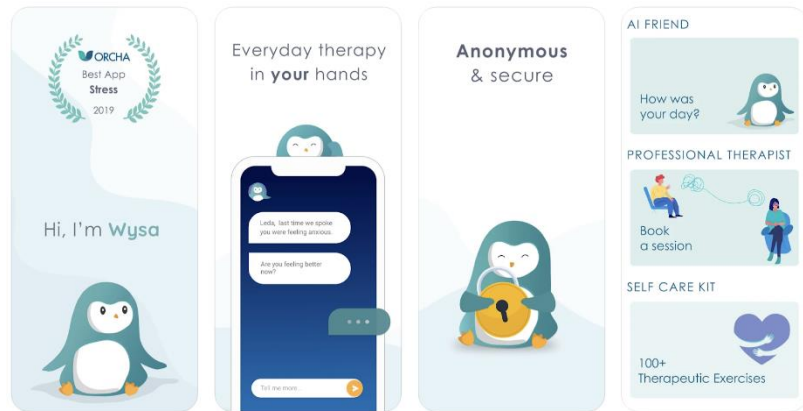 ORCHA
Best App
Stress
2019
Hi, I'm Wysa
Everyday therapy
in your hands
Leda, last time we spoke
you were feeling anxious.
Are you feeling better
now?
Tell me more...
Anonymous
& secure
AI FRIEND
How was
your day?
PROFESSIONAL THERAPIST
Book
a session
SELF CARE KIT
100+
Therapeutic Exercises